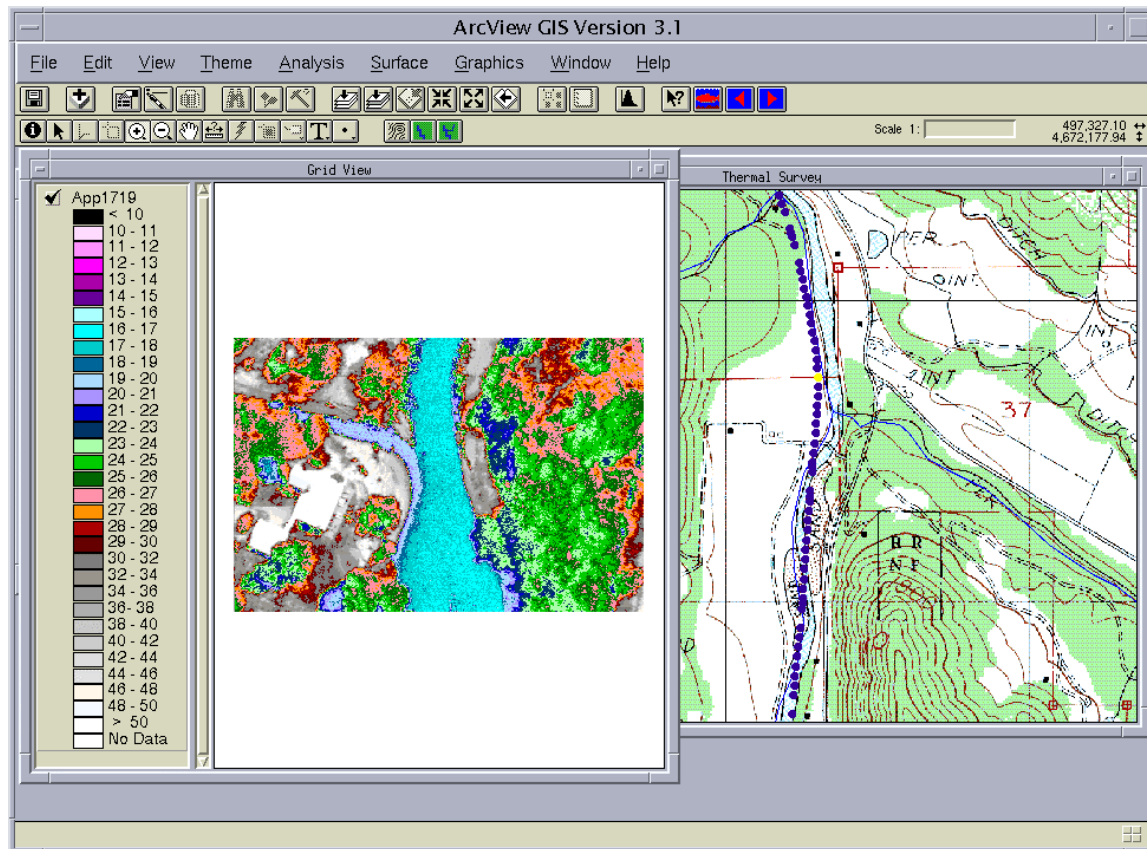 ArcView GIS Version 3.1
File Edit View Theme Analysis Surface Graphics Window Help
Scale 1:
497,327.10
4,672,177.94
Grid View
App1719
< 10
10 - 11
11 - 12
12 - 13
13 - 14
14 - 15
15 - 16
16 - 17
17 - 18
18 - 19
19 - 20
20 - 21
21 - 22
22 - 23
23 - 24
24 - 25
25 - 26
26 - 27
27 - 28
28 - 29
29 - 30
30 - 32
32 - 34
34 - 36
36 - 38
38 - 40
40 - 42
42 - 44
44 - 46
46 - 48
48 - 50
> 50
No Data
Thermal Survey
DITCH
37